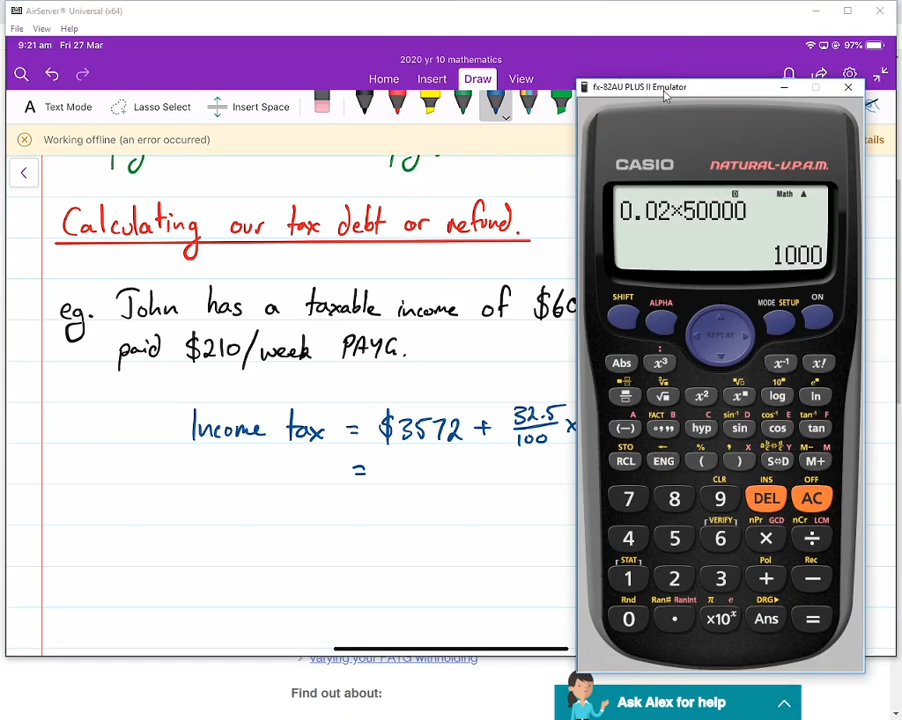 AirServer® Universal (x64)
File View Help
9:21 am Fri 27 Mar
2020 yr 10 mathematics
97%
Home Insert Draw View
A Text Mode Lasso Select Insert Space
Working offline (an error occurred)
tails
Calculating our tax debt or refund.
eg. John has a taxable income of $60
paid $210/week PAYG.
Income tax = $3572 + 32.5/100 ×
=
varying your PAYG withholding
Find out about:
Ask Alex for help
fx-82AU PLUS II Emulator
CASIO NATURAL-V.P.A.M.
D Math ▲
0.02×50000
1000
SHIFT ALPHA MODE SETUP ON
REPLAY
Abs x³ x⁻¹ x!
√ x² log ln
(−) °,,, hyp sin cos tan
RCL ENG ( ) S⇔D M+
7 8 9 DEL AC
4 5 6 × ÷
1 2 3 + −
0 . ×10ˣ Ans =